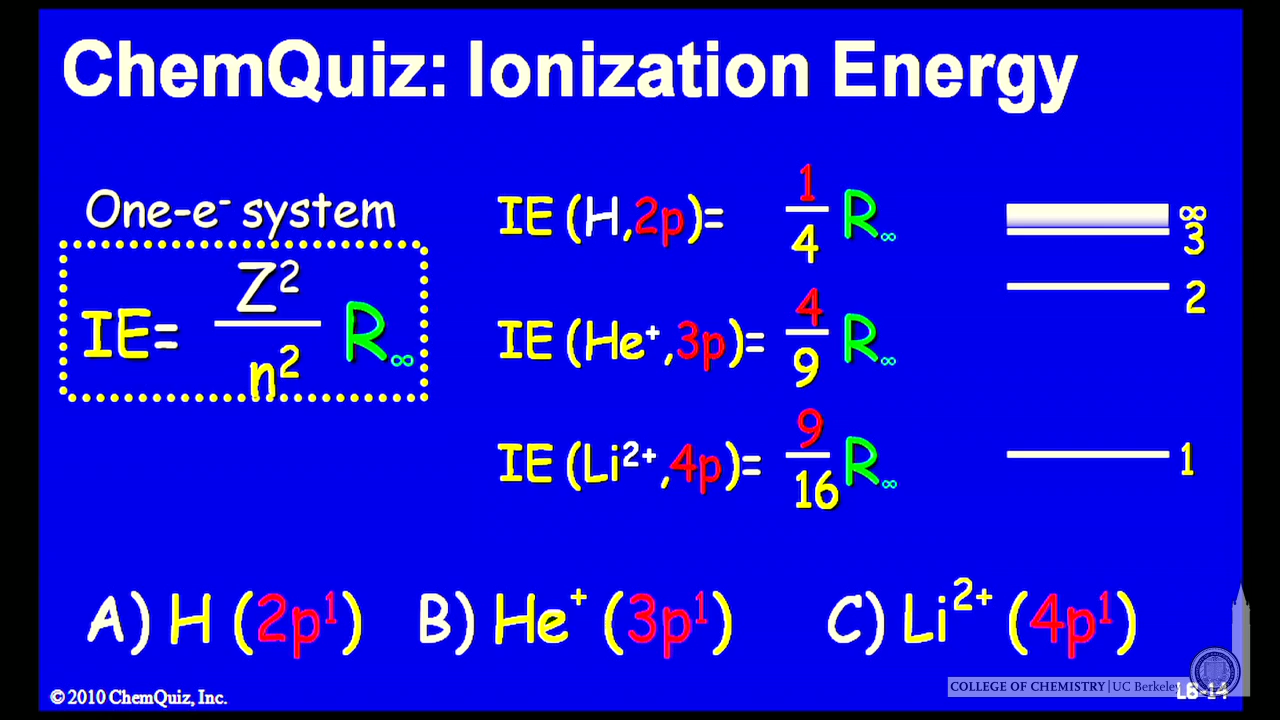 ChemQuiz: Ionization Energy
One-e⁻ system
IE= Z²/n² R∞
IE (H,2p)= 1/4 R∞
IE (He⁺,3p)= 4/9 R∞
IE (Li²⁺,4p)= 9/16 R∞
∞
3
2
1
A) H (2p¹) B) He⁺ (3p¹) C) Li²⁺ (4p¹)
© 2010 ChemQuiz, Inc.
COLLEGE OF CHEMISTRY | UC Berkeley
L6-14